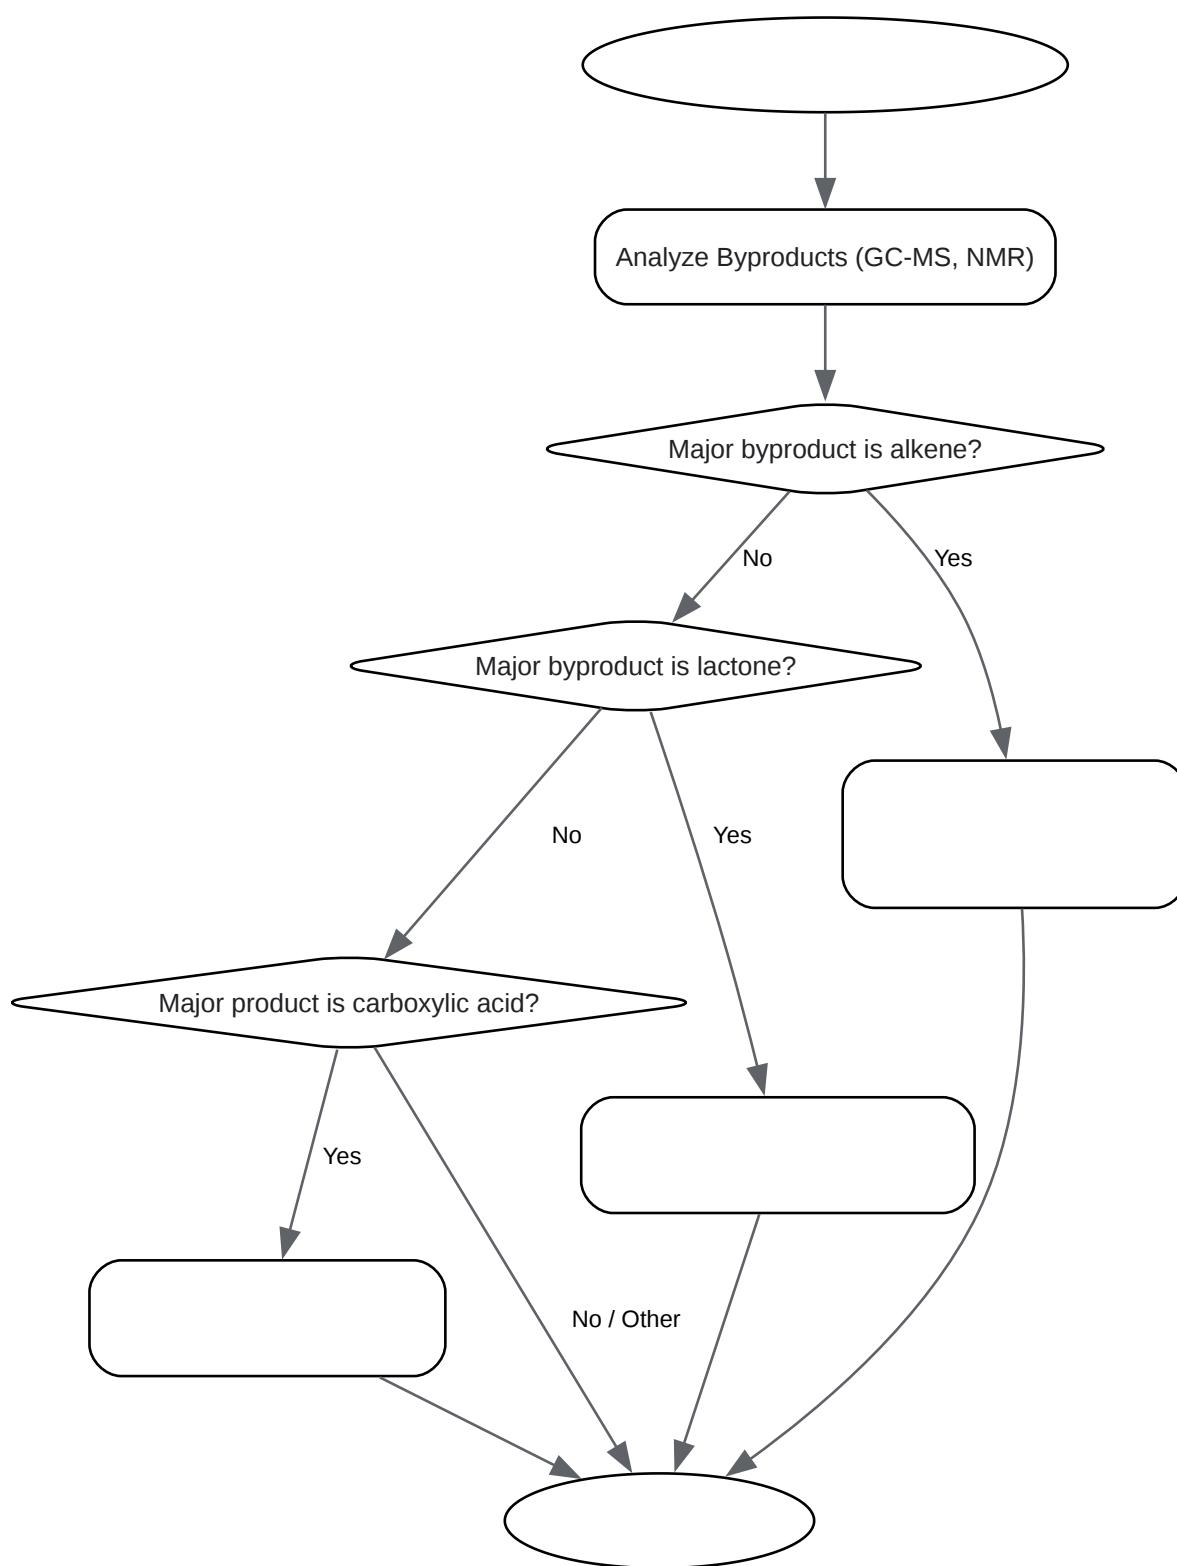 Analyze Byproducts (GC-MS, NMR)
Major byproduct is alkene?
No
Yes
Major byproduct is lactone?
No
Yes
Major product is carboxylic acid?
Yes
No / Other